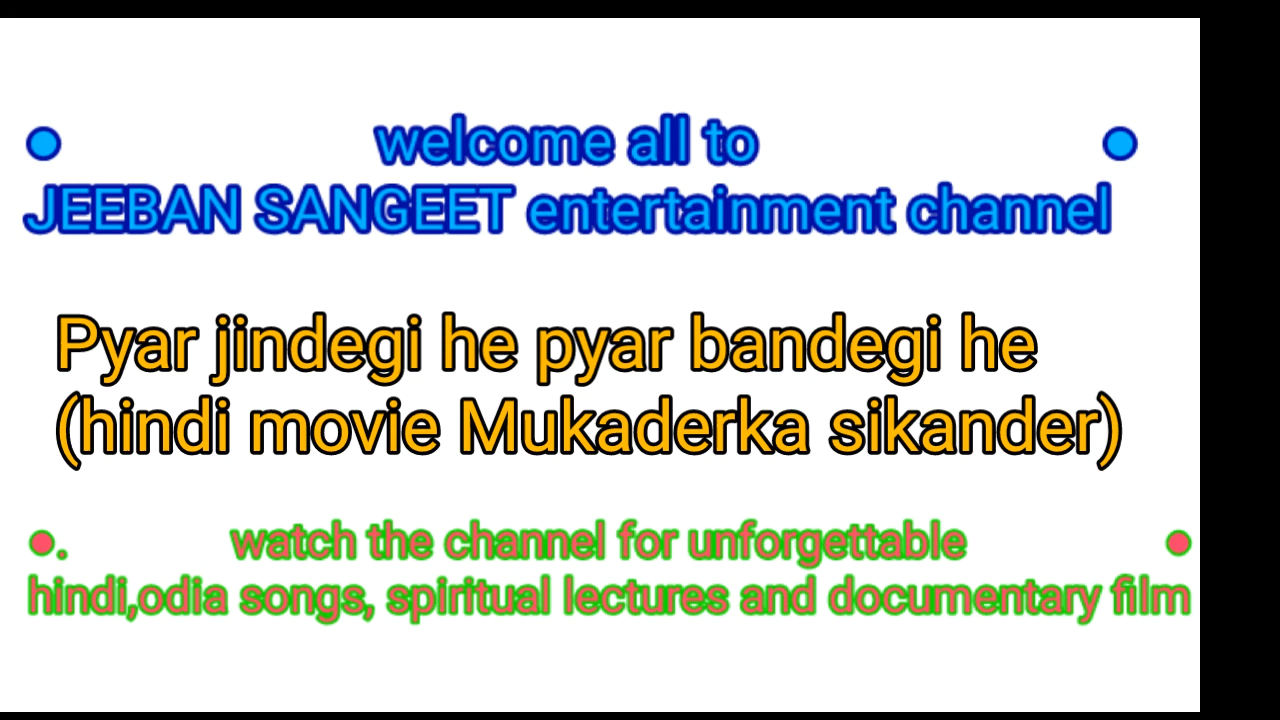 ● welcome all to ●
JEEBAN SANGEET entertainment channel
Pyar jindegi he pyar bandegi he
(hindi movie Mukaderka sikander)
●. watch the channel for unforgettable ●
hindi,odia songs, spiritual lectures and documentary film